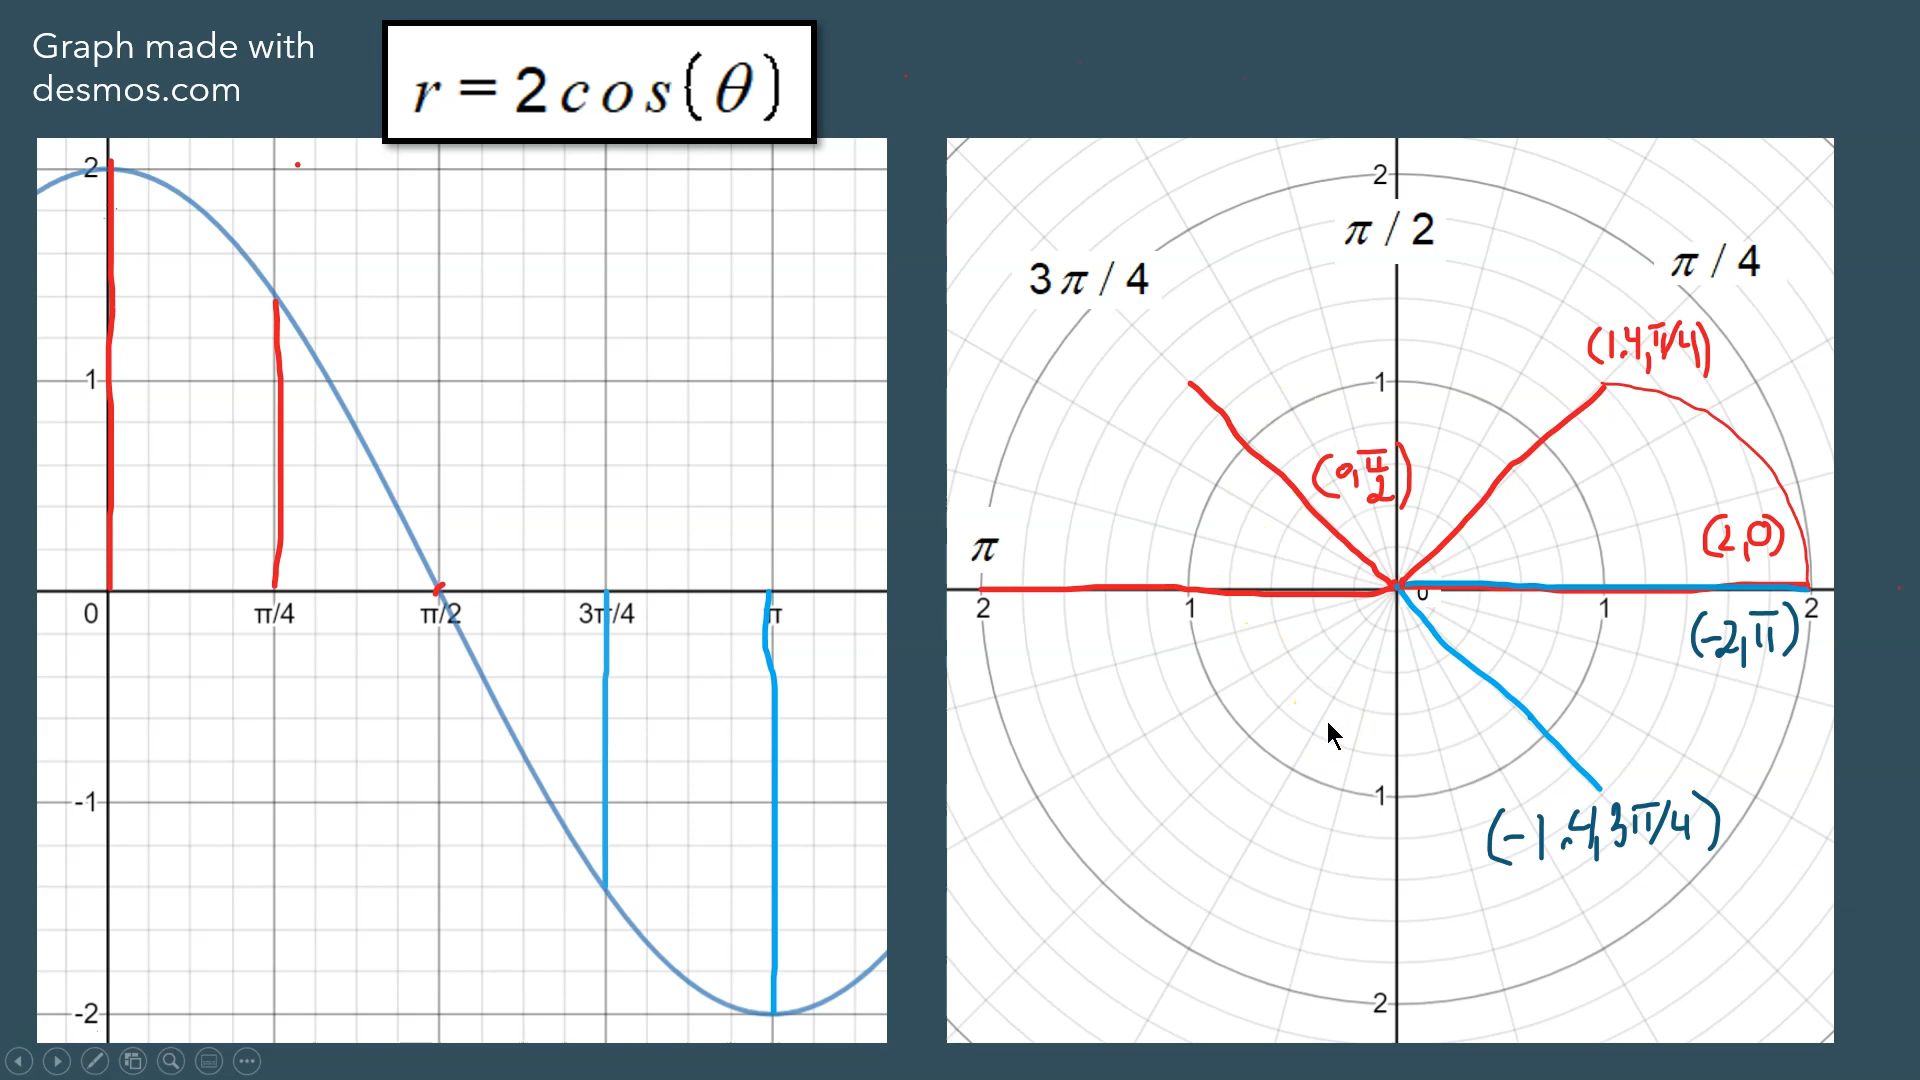 Graph made with
desmos.com
r = 2cos(θ)
2
1
0
π/4
π/2
3π/4
π
-1
-2
2
π / 2
3π / 4
π / 4
(1.4, π/4)
1
(0, π/2)
(2,0)
π
2
1
0
1
2
(-2, π)
1
(-1.4, 3π/4)
2